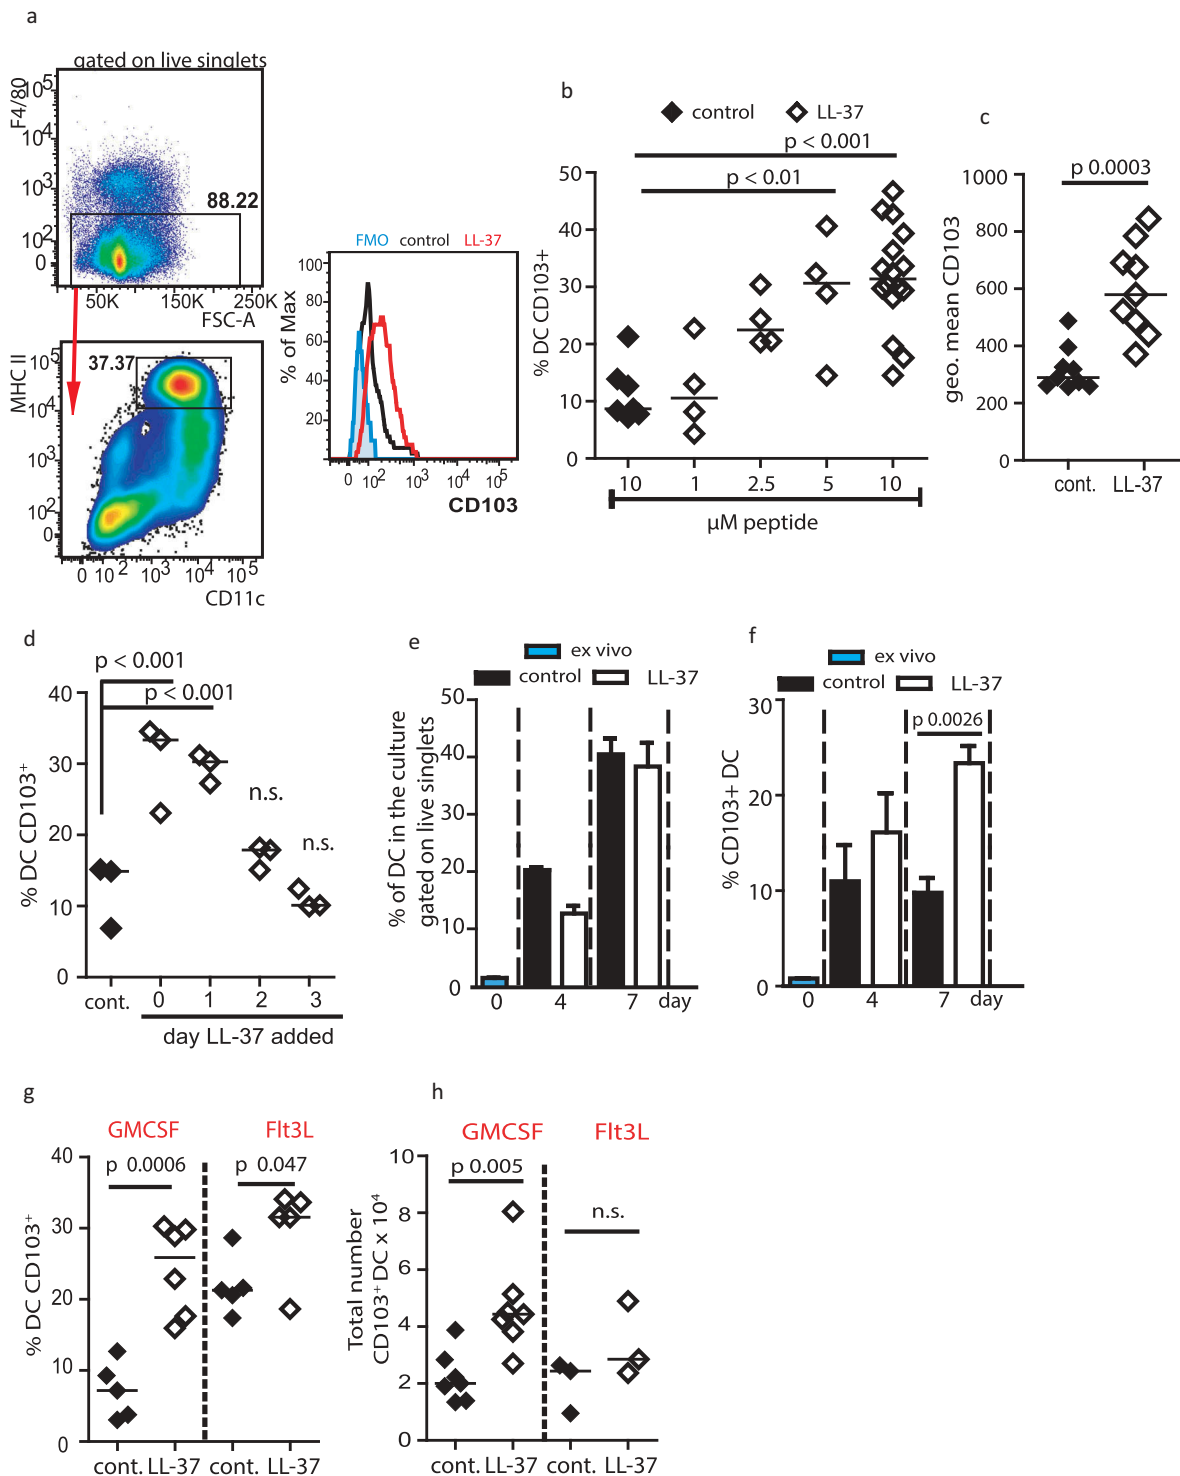 a
gated on live singlets
F4/80
10^5
10^4
10^3
10^2
0
88.22
50K 150K 250K
FSC-A
MHC II
10^5
10^4
10^3
10^2
0
37.37
0 10^2 10^3 10^4 10^5
CD11c
FMO control LL-37
% of Max
100
80
60
40
20
0 10^2 10^3 10^4 10^5
CD103
b
control LL-37
p < 0.001
p < 0.01
% DC CD103+
50
40
30
20
10
0
10 1 2.5 5 10
µM peptide
c
p 0.0003
geo. mean CD103
1000
800
600
400
200
0
cont. LL-37
d
p < 0.001
p < 0.001
% DC CD103+
40
30
20
10
0
n.s.
n.s.
cont. 0 1 2 3
day LL-37 added
e
ex vivo
control LL-37
% of DC in the culture
gated on live singlets
50
40
30
20
10
0
0 4 7 day
f
ex vivo
control LL-37
p 0.0026
% CD103+ DC
30
20
10
0
0 4 7 day
g
GMCSF Flt3L
p 0.0006 p 0.047
% DC CD103+
40
30
20
10
0
cont. LL-37 cont. LL-37
h
GMCSF Flt3L
p 0.005
n.s.
Total number
CD103+ DC x 10^4
10
8
6
4
2
0
cont. LL-37 cont. LL-37